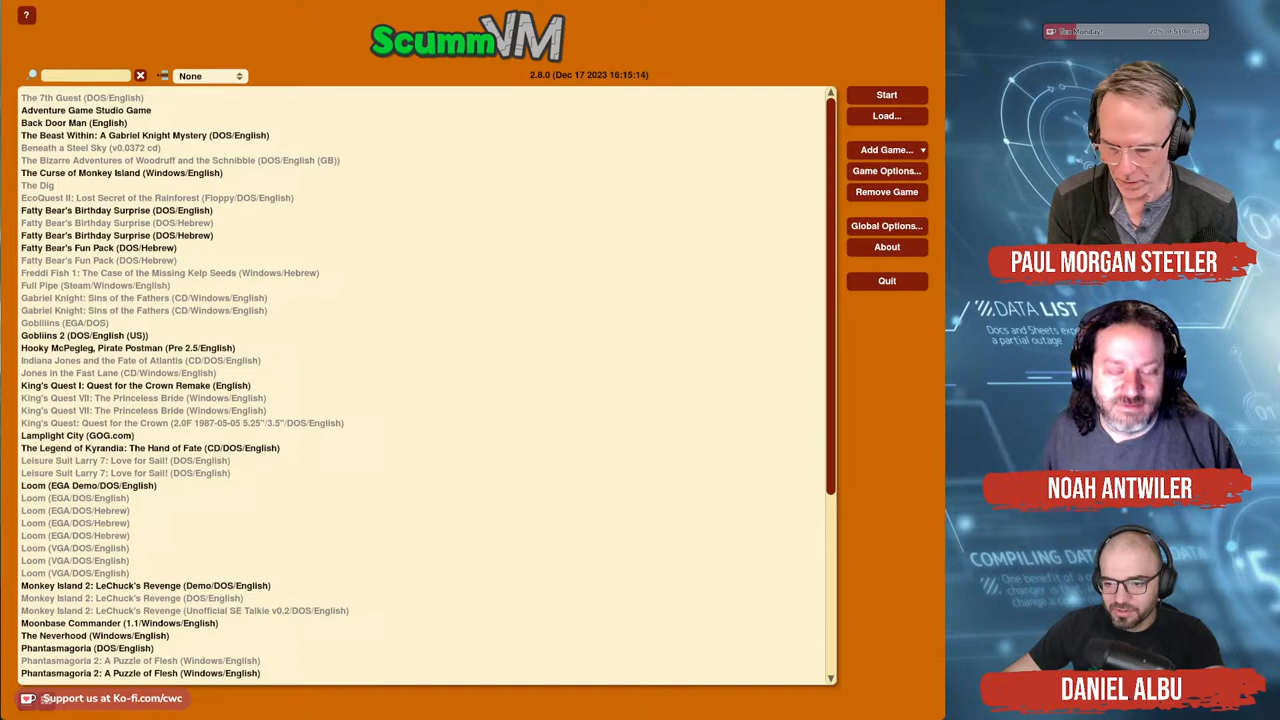 ?
ScummVM
None
2.8.0 (Dec 17 2023 16:15:14)
The 7th Guest (DOS/English)
Adventure Game Studio Game
Back Door Man (English)
The Beast Within: A Gabriel Knight Mystery (DOS/English)
Beneath a Steel Sky (v0.0372 cd)
The Bizarre Adventures of Woodruff and the Schnibble (DOS/English (GB))
The Curse of Monkey Island (Windows/English)
The Dig
EcoQuest II: Lost Secret of the Rainforest (Floppy/DOS/English)
Fatty Bear's Birthday Surprise (DOS/English)
Fatty Bear's Birthday Surprise (DOS/Hebrew)
Fatty Bear's Birthday Surprise (DOS/Hebrew)
Fatty Bear's Fun Pack (DOS/Hebrew)
Fatty Bear's Fun Pack (DOS/Hebrew)
Freddi Fish 1: The Case of the Missing Kelp Seeds (Windows/Hebrew)
Full Pipe (Steam/Windows/English)
Gabriel Knight: Sins of the Fathers (CD/Windows/English)
Gabriel Knight: Sins of the Fathers (CD/Windows/English)
Gobliiins (EGA/DOS)
Gobliins 2 (DOS/English (US))
Hooky McPegleg, Pirate Postman (Pre 2.5/English)
Indiana Jones and the Fate of Atlantis (CD/DOS/English)
Jones in the Fast Lane (CD/Windows/English)
King's Quest I: Quest for the Crown Remake (English)
King's Quest VII: The Princeless Bride (Windows/English)
King's Quest VII: The Princeless Bride (Windows/English)
King's Quest: Quest for the Crown (2.0F 1987-05-05 5.25"/3.5"/DOS/English)
Lamplight City (GOG.com)
The Legend of Kyrandia: The Hand of Fate (CD/DOS/English)
Leisure Suit Larry 7: Love for Sail! (DOS/English)
Leisure Suit Larry 7: Love for Sail! (DOS/English)
Loom (EGA Demo/DOS/English)
Loom (EGA/DOS/English)
Loom (EGA/DOS/Hebrew)
Loom (EGA/DOS/Hebrew)
Loom (EGA/DOS/Hebrew)
Loom (VGA/DOS/English)
Loom (VGA/DOS/English)
Loom (VGA/DOS/English)
Monkey Island 2: LeChuck's Revenge (Demo/DOS/English)
Monkey Island 2: LeChuck's Revenge (DOS/English)
Monkey Island 2: LeChuck's Revenge (Unofficial SE Talkie v0.2/DOS/English)
Moonbase Commander (1.1/Windows/English)
The Neverhood (Windows/English)
Phantasmagoria (DOS/English)
Phantasmagoria 2: A Puzzle of Flesh (Windows/English)
Phantasmagoria 2: A Puzzle of Flesh (Windows/English)
Support us at Ko-fi.com/cwc
Start
Load...
Add Game...
Game Options...
Remove Game
Global Options...
About
Quit
Tux Monday!
20% of $100 Goal
PAUL MORGAN STETLER
DATA LIST
Docs and Sheets
a partial outage
NOAH ANTWILER
COMPILING DATA
One benefit of a
changer is that
DANIEL ALBU